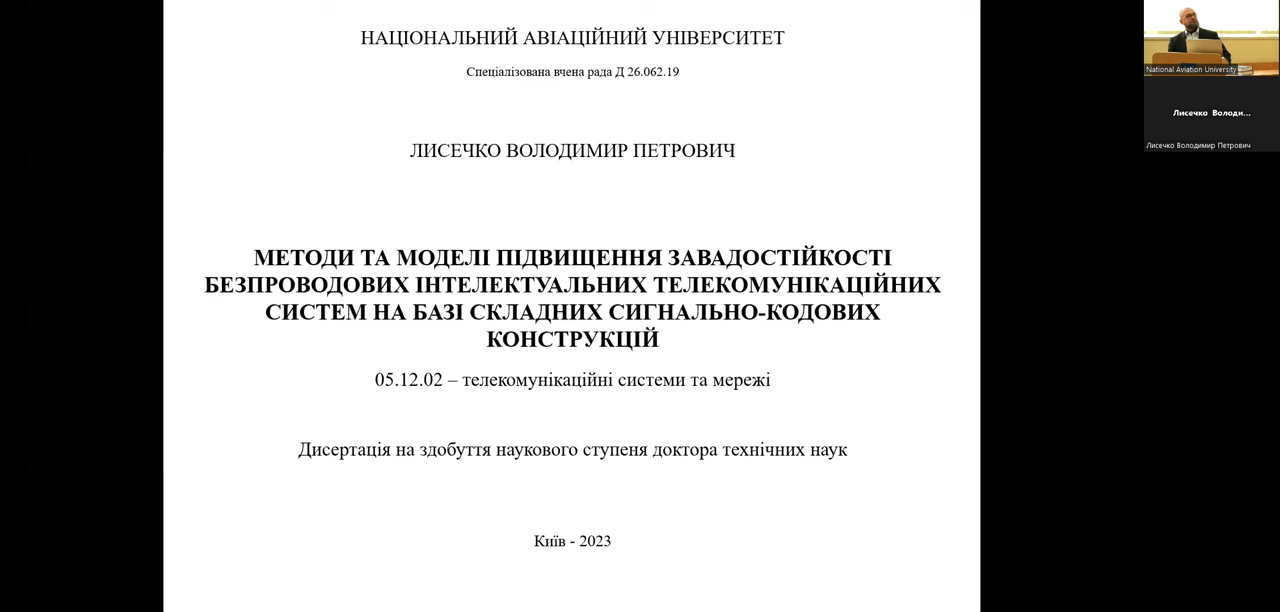 НАЦІОНАЛЬНИЙ АВІАЦІЙНИЙ УНІВЕРСИТЕТ
Спеціалізована вчена рада Д 26.062.19
ЛИСЕЧКО ВОЛОДИМИР ПЕТРОВИЧ
МЕТОДИ ТА МОДЕЛІ ПІДВИЩЕННЯ ЗАВАДОСТІЙКОСТІ
БЕЗПРОВОДОВИХ ІНТЕЛЕКТУАЛЬНИХ ТЕЛЕКОМУНІКАЦІЙНИХ
СИСТЕМ НА БАЗІ СКЛАДНИХ СИГНАЛЬНО-КОДОВИХ
КОНСТРУКЦІЙ
05.12.02 – телекомунікаційні системи та мережі
Дисертація на здобуття наукового ступеня доктора технічних наук
Київ - 2023
National Aviation University
Лисечко Володи...
Лисечко Володимир Петрович